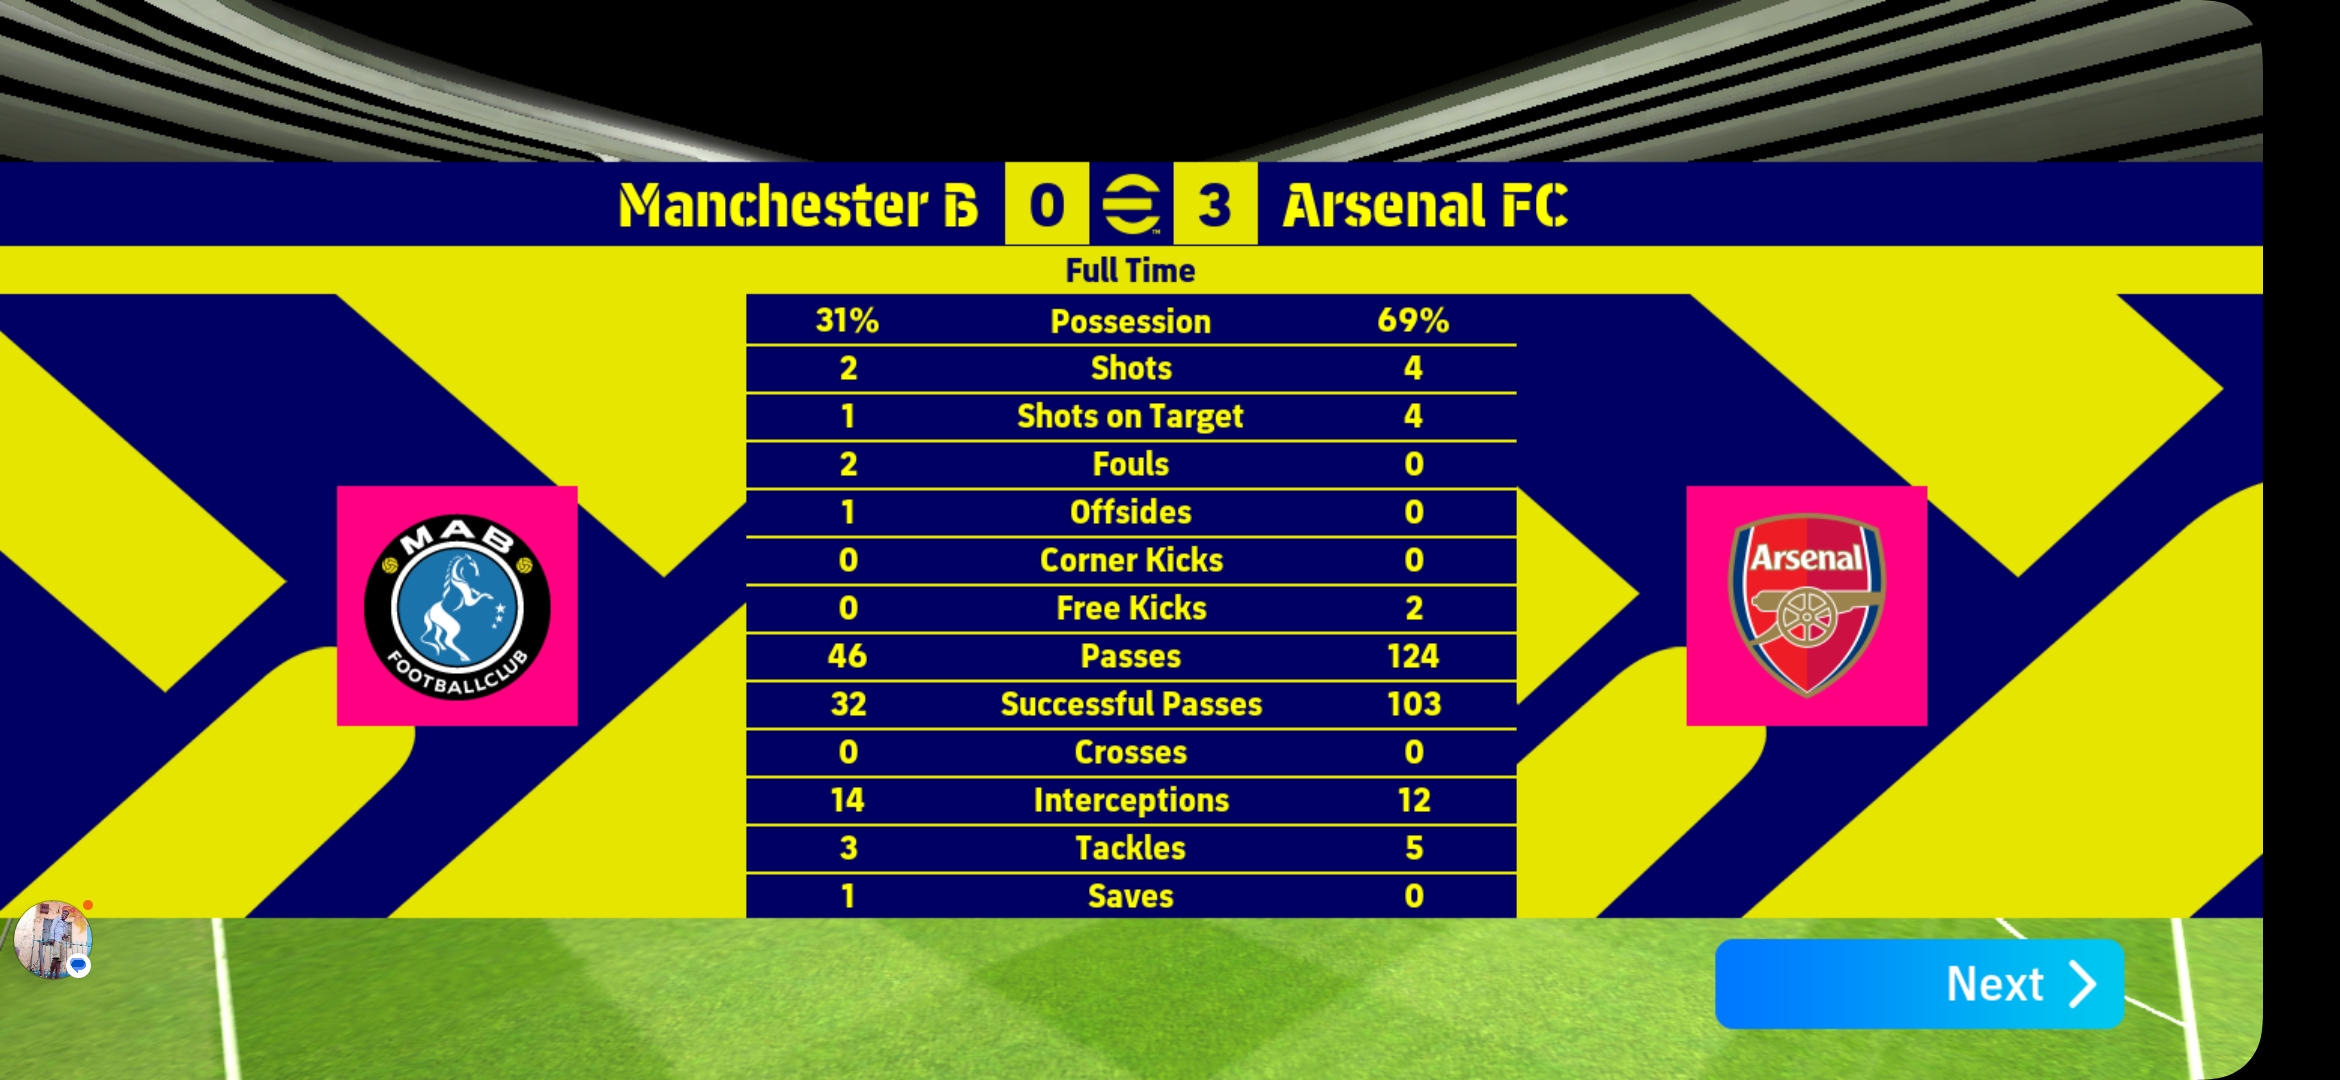 Manchester B 0 3 Arsenal FC
Full Time
31% Possession 69%
2 Shots 4
1 Shots on Target 4
2 Fouls 0
1 Offsides 0
0 Corner Kicks 0
0 Free Kicks 2
46 Passes 124
32 Successful Passes 103
0 Crosses 0
14 Interceptions 12
3 Tackles 5
1 Saves 0
MAB
FOOTBALLCLUB
Arsenal
Next